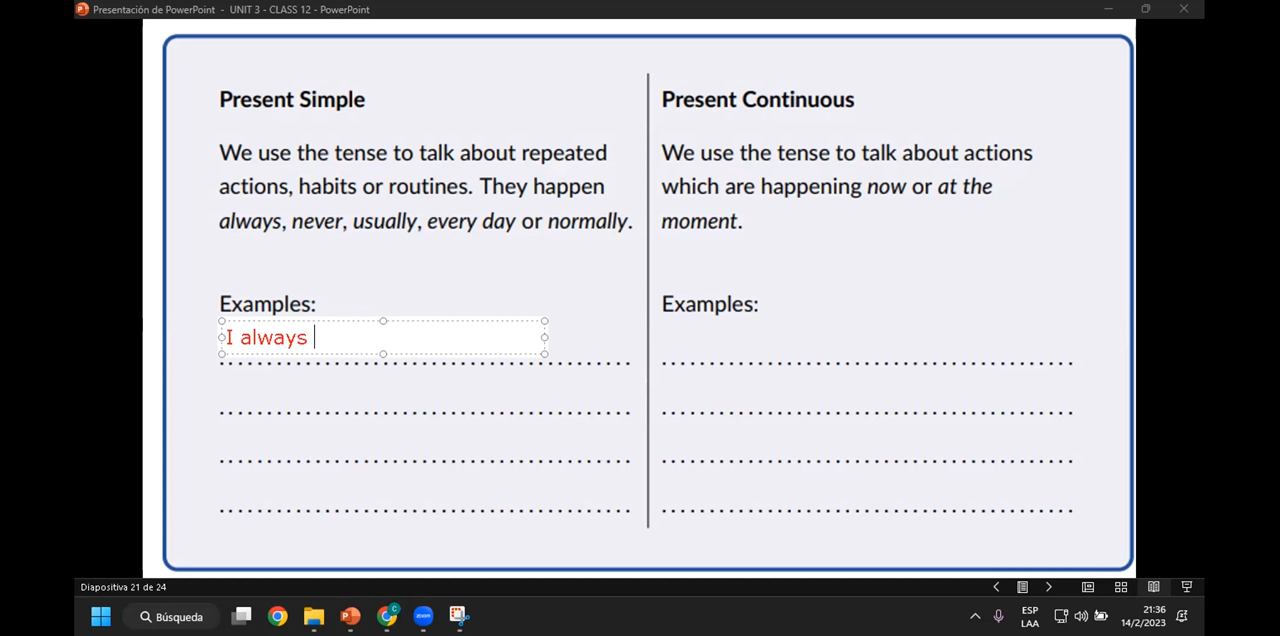 Presentación de PowerPoint - UNIT 3 - CLASS 12 - PowerPoint
Present Simple
We use the tense to talk about repeated
actions, habits or routines. They happen
always, never, usually, every day or normally.
Examples:
I always
Present Continuous
We use the tense to talk about actions
which are happening now or at the
moment.
Examples:
Diapositiva 21 de 24
Búsqueda
C
zoom
ESP
LAA
21:36
14/2/2023